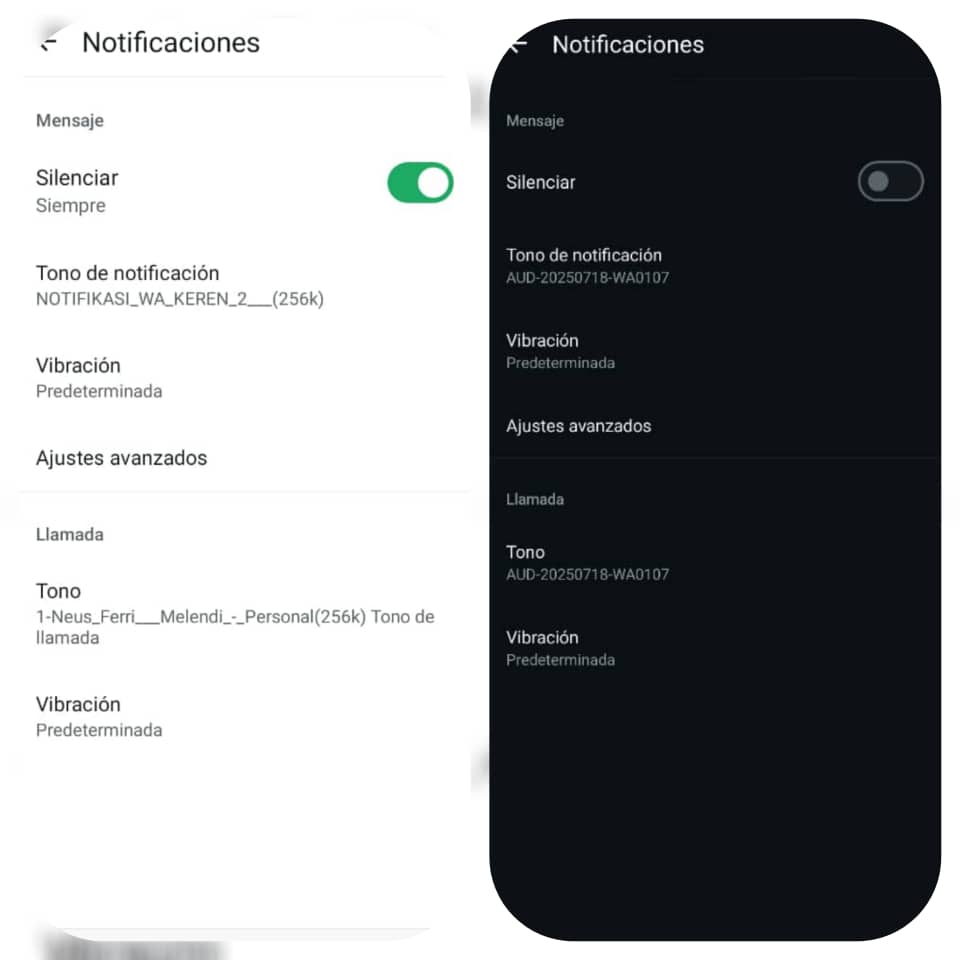 Notificaciones
Mensaje
Silenciar
Siempre
Tono de notificación
NOTIFIKASI_WA_KEREN_2___(256k)
Vibración
Predeterminada
Ajustes avanzados
Llamada
Tono
1-Neus_Ferri___Melendi_-_Personal(256k) Tono de
llamada
Vibración
Predeterminada
Notificaciones
Mensaje
Silenciar
Tono de notificación
AUD-20250718-WA0107
Vibración
Predeterminada
Ajustes avanzados
Llamada
Tono
AUD-20250718-WA0107
Vibración
Predeterminada